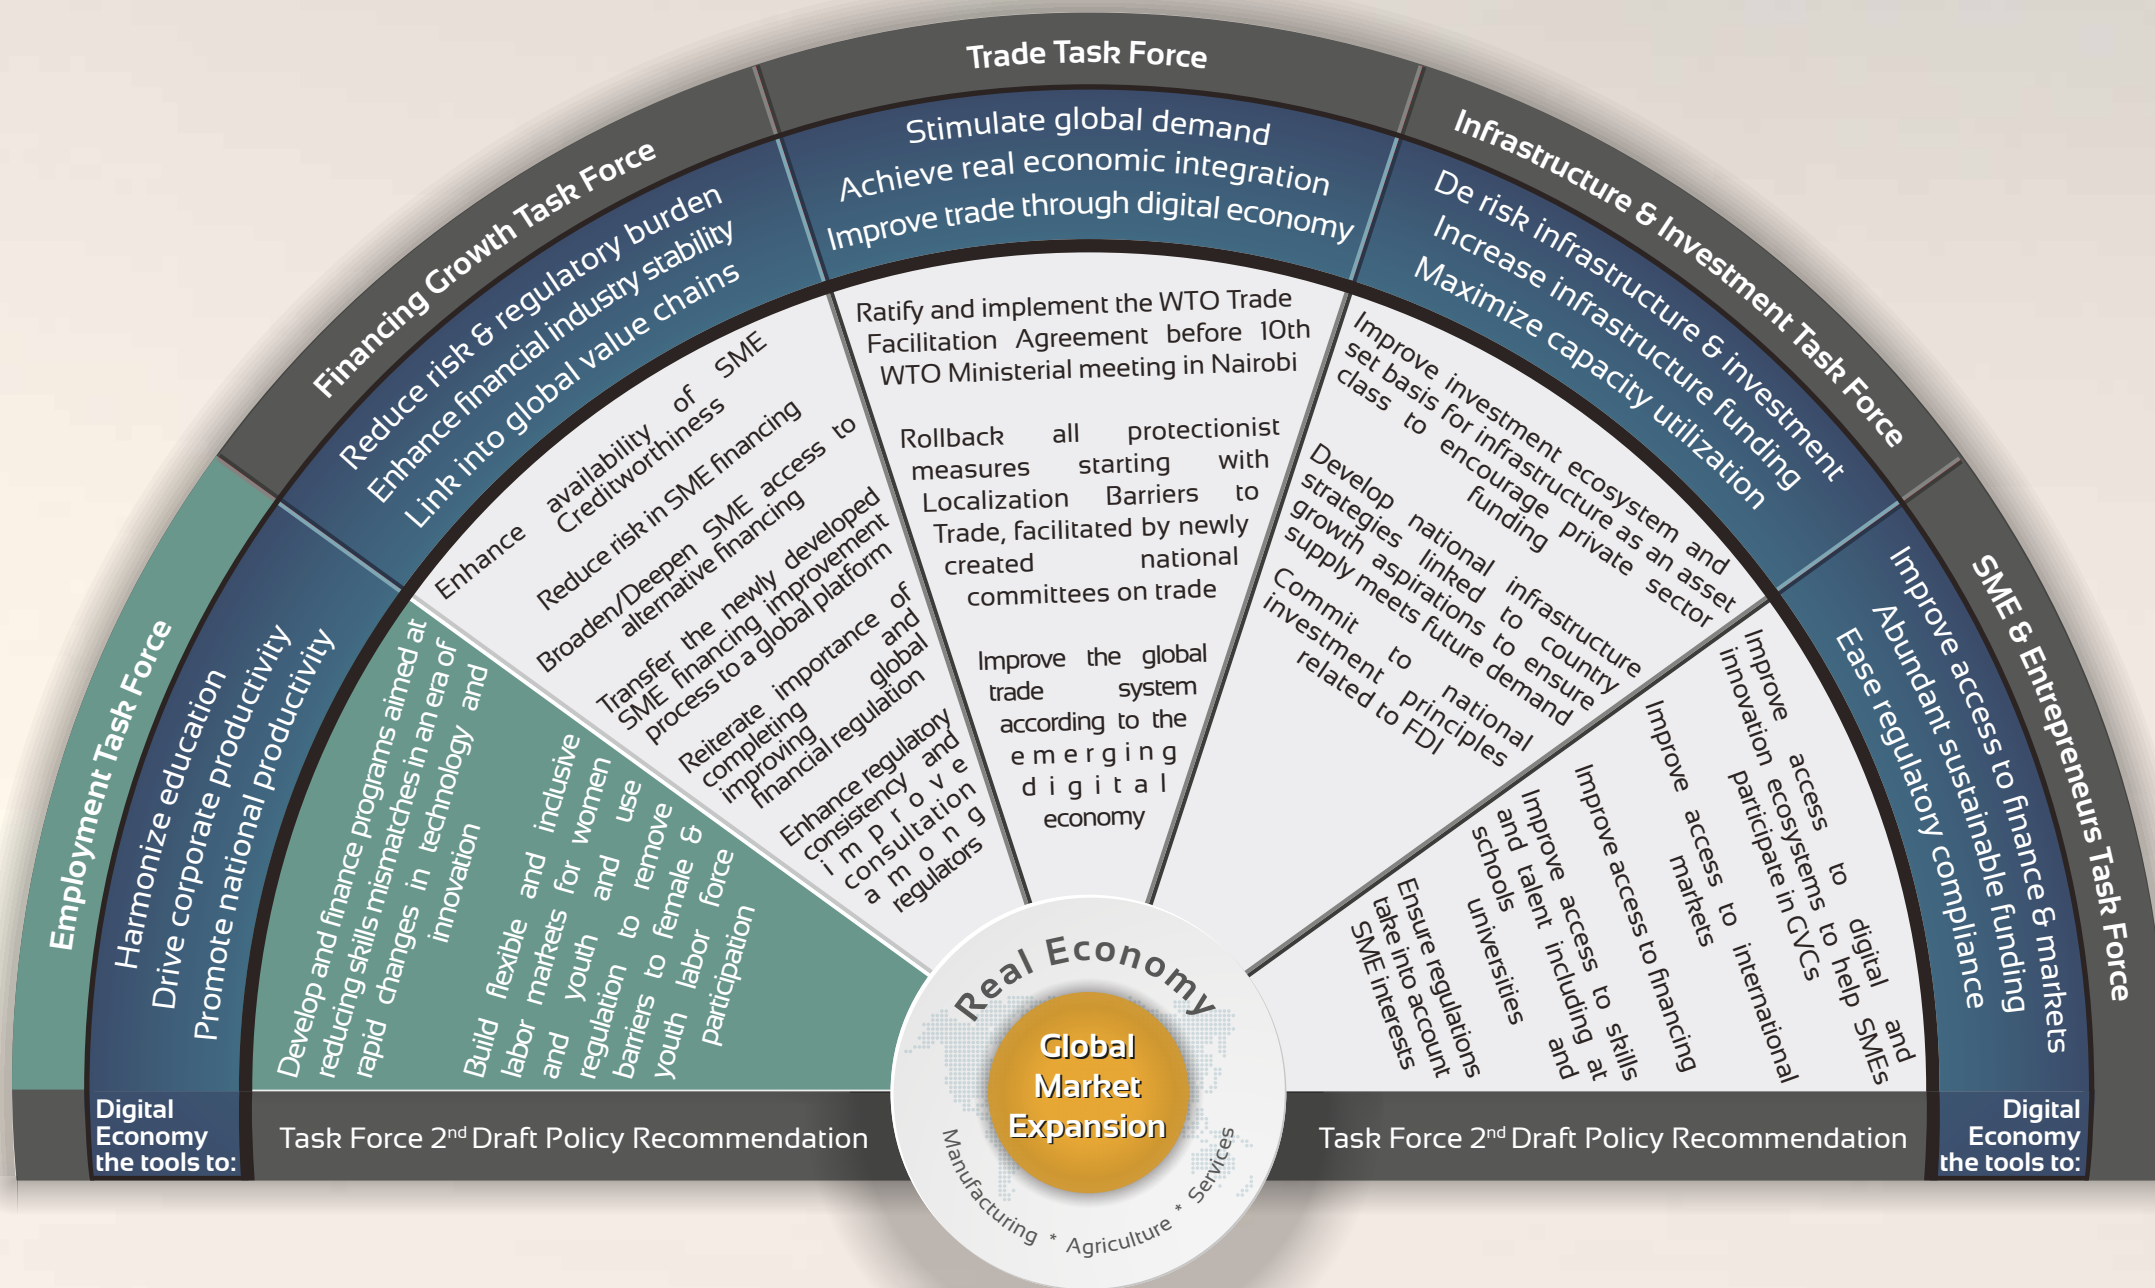 Trade Task Force
Stimulate global demand
Achieve real economic integration
Improve trade through digital economy
Ratify and implement the WTO Trade
Facilitation Agreement before 10th
WTO Ministerial meeting in Nairobi
Rollback all protectionist
measures starting with
Localization Barriers to
Trade, facilitated by newly
created national
committees on trade
Improve the global
trade system
according to the
emerging
digital
economy
Financing Growth Task Force
Reduce risk & regulatory burden
Enhance financial industry stability
Link into global value chains
Enhance availability of SME
Creditworthiness
Reduce risk in SME financing
Broaden/Deepen SME access to
alternative financing
Transfer the newly developed
SME financing improvement
process to a global platform
Reiterate importance of
completing and
improving global
financial regulation
Enhance regulatory
consistency and
improve
consultation
among
regulators
Employment Task Force
Harmonize education
Drive corporate productivity
Promote national productivity
Develop and finance programs aimed at
reducing skills mismatches in an era of
rapid changes in technology and
innovation
Build flexible and inclusive
labor markets for women
and youth and use
regulation to remove
barriers to female &
youth labor force
participation
Infrastructure & Investment Task Force
De risk infrastructure & investment
Increase infrastructure funding
Maximize capacity utilization
Improve investment ecosystem and
set basis for infrastructure as an asset
class to encourage private sector
funding
Develop national infrastructure
strategies linked to country
growth aspirations to ensure
supply meets future demand
Commit to national
investment principles
related to FDI
SME & Entrepreneurs Task Force
Improve access to finance & markets
Abundant sustainable funding
Ease regulatory compliance
Improve access to digital and
innovation ecosystems to help SMEs
participate in GVCs
Improve access to international
markets
Improve access to financing
Improve access to skills
and talent including at
schools and
universities
Ensure regulations
take into account
SME interests
Real Economy
Global
Market
Expansion
Manufacturing * Agriculture * Services
Digital
Economy
the tools to:
Task Force 2nd Draft Policy Recommendation
Task Force 2nd Draft Policy Recommendation
Digital
Economy
the tools to: